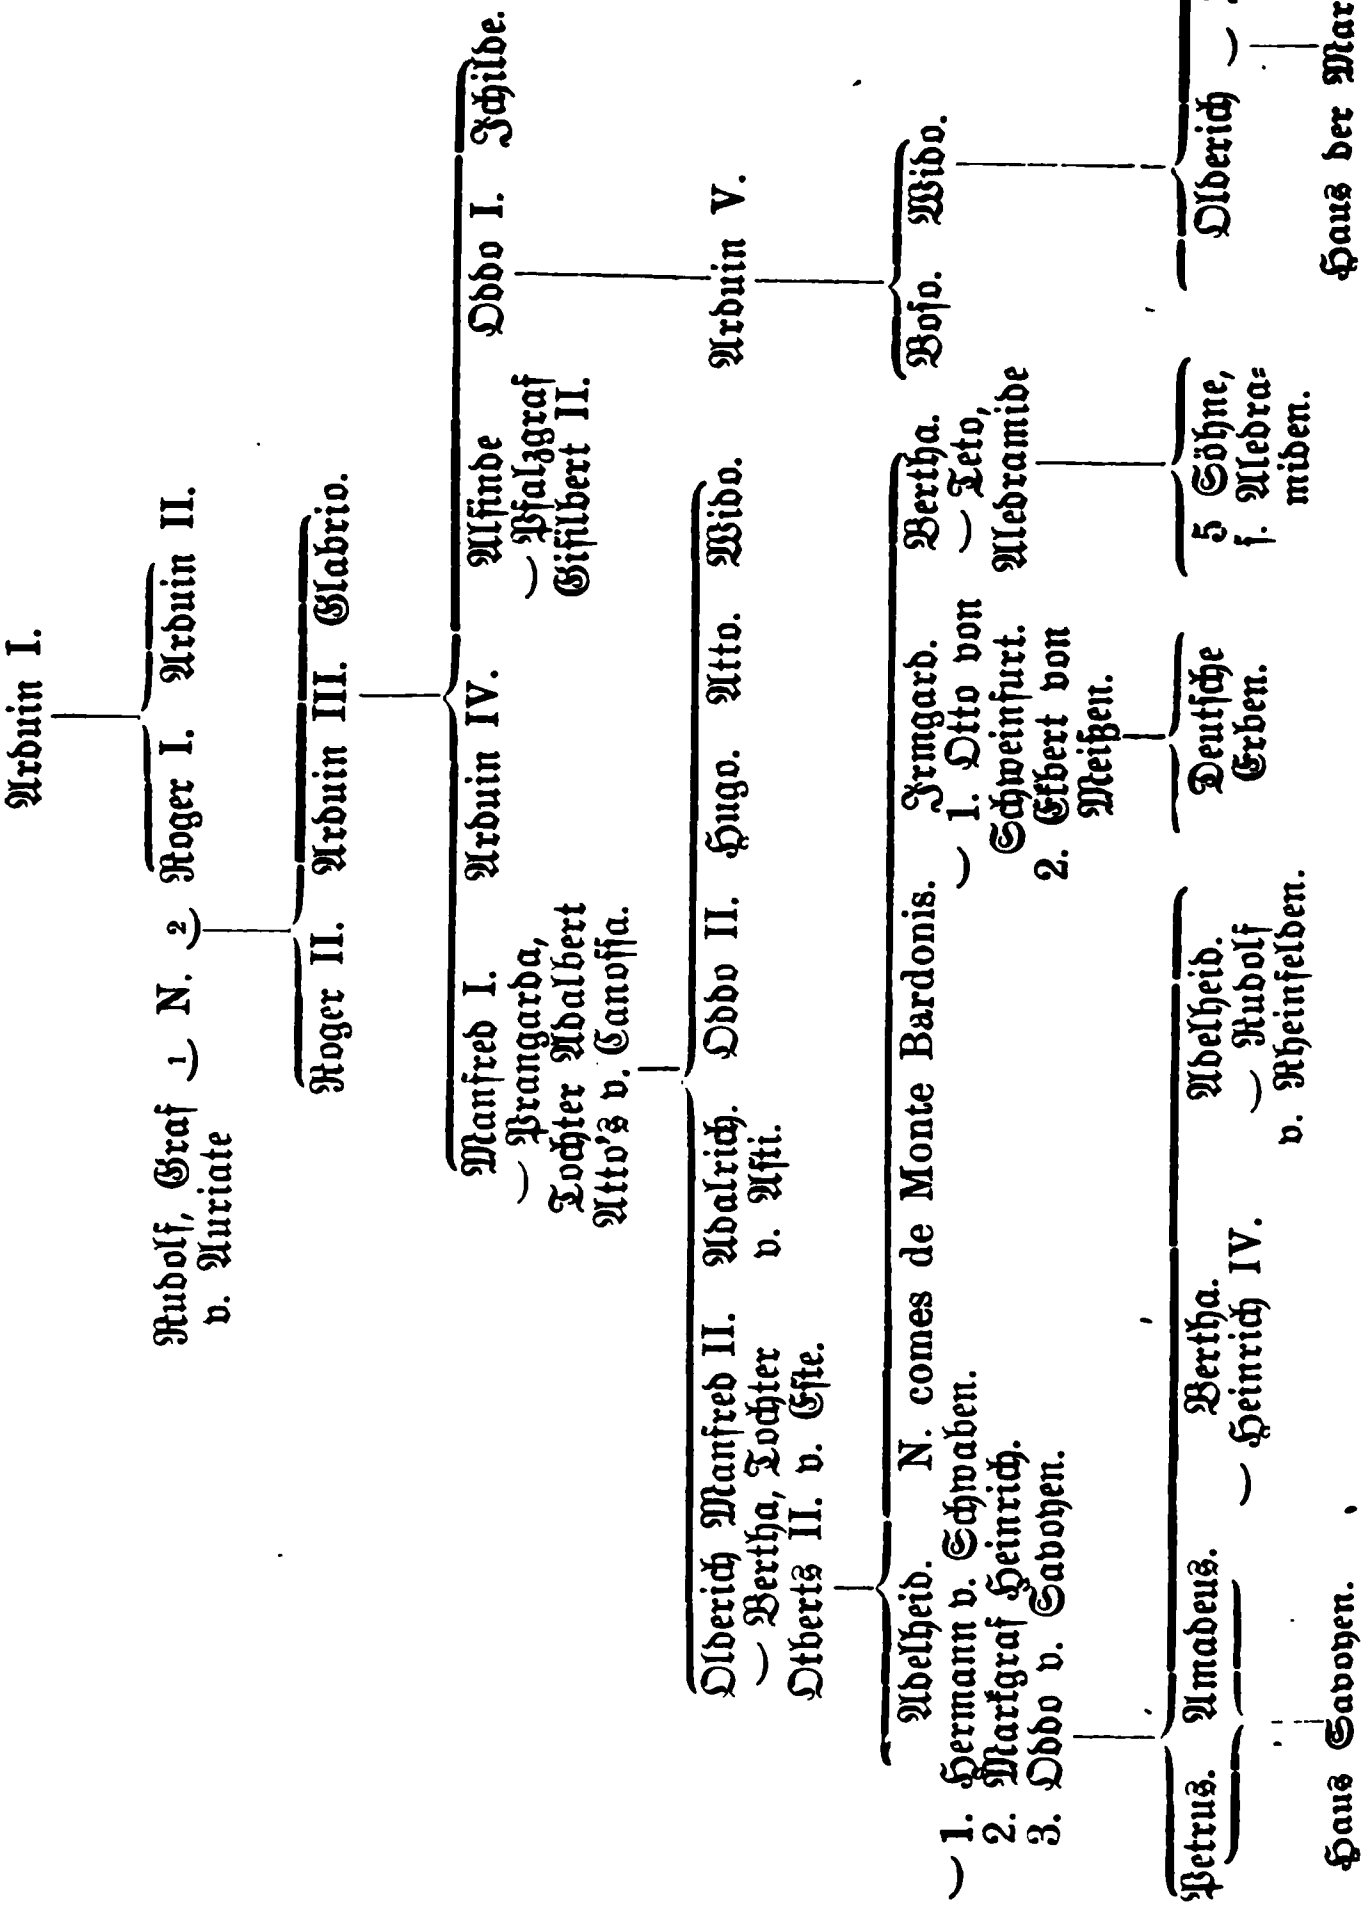 Arduin I.
Rudolf, Graf 1) N. 2) Roger I. Arduin II.
v. Auriate
Roger II. Arduin III. Glabrio.
Manfred I. Arduin IV. Alsinde Oddo I. Ichilde.
⁓ Prangarda, ⁓ Pfalzgraf
Tochter Adalbert Gisilbert II.
Atto's v. Canossa.
Olderich Manfred II. Adalrich. Oddo II. Hugo. Atto. Wido. Arduin V.
⁓ Bertha, Tochter v. Asti.
Otberts II. v. Este.
Adelheid. N. comes de Monte Bardonis. Irmgard. Bertha. Boso. Wido.
⁓ 1. Hermann v. Schwaben. ⁓ 1. Otto von ⁓ Teto,
2. Markgraf Heinrich. Schweinfurt. Aledramide
3. Oddo v. Savoyen. 2. Ekbert von
Meißen.
Petrus. Amadeus. Bertha. Adelheid. Deutsche 5 Söhne, Olderich ⁓
⁓ Heinrich IV. ⁓ Rudolf Erben. s. Aledra-
v. Rheinfelden. miden.
Haus Savoyen. Haus der